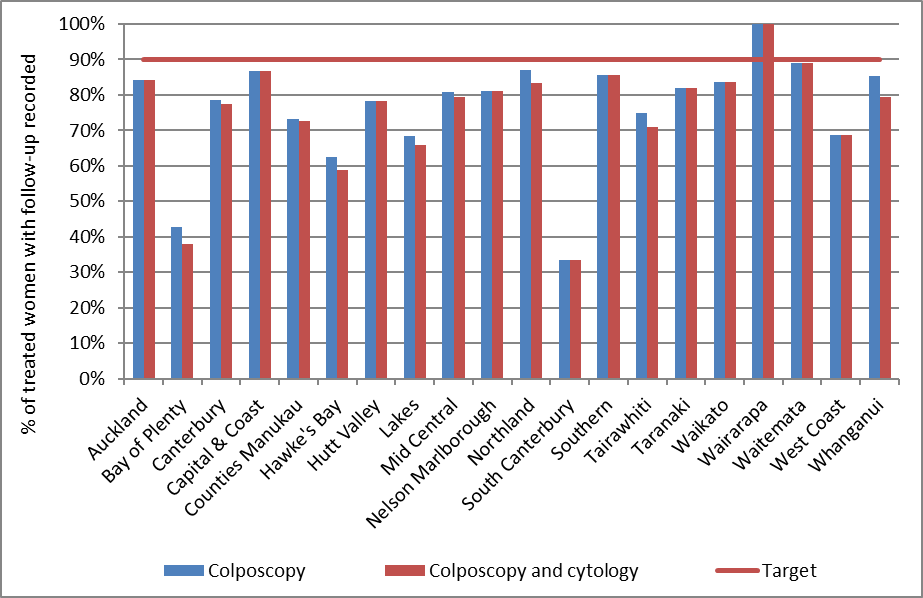 % of treated women with follow-up recorded
100%
90%
80%
70%
60%
50%
40%
30%
20%
10%
0%
Auckland
Bay of Plenty
Canterbury
Capital & Coast
Counties Manukau
Hawke's Bay
Hutt Valley
Lakes
Mid Central
Nelson Marlborough
Northland
South Canterbury
Southern
Tairawhiti
Taranaki
Waikato
Wairarapa
Waitemata
West Coast
Whanganui
Colposcopy
Colposcopy and cytology
Target